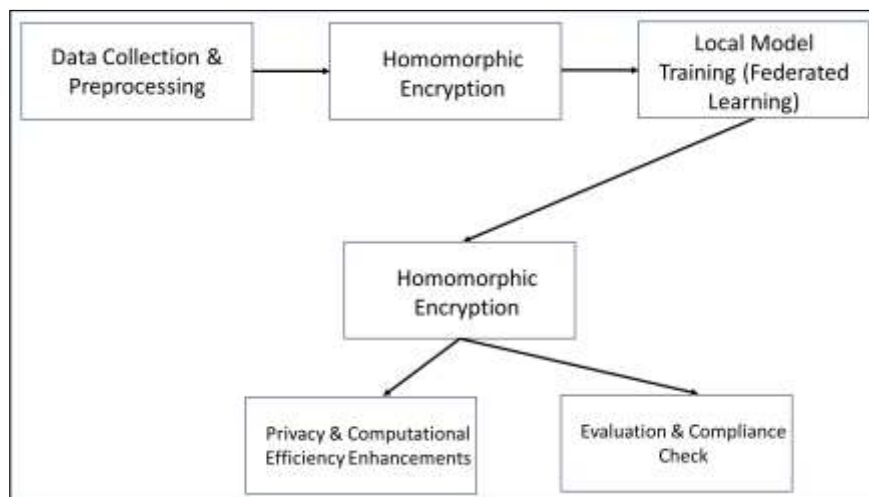 Data Collection &
Preprocessing
Homomorphic
Encryption
Local Model
Training (Federated
Learning)
Homomorphic
Encryption
Privacy & Computational
Efficiency Enhancements
Evaluation & Compliance
Check